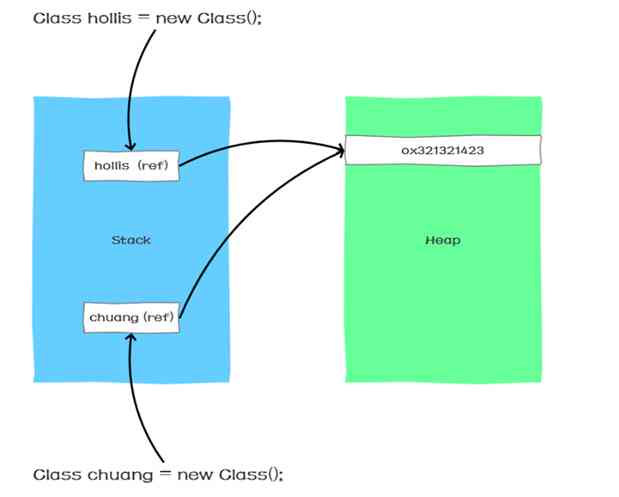 Class hollis = new Class();
hollis (ref)
ox321321423
Stack
Heap
chuang (ref)
Class chuang = new Class();